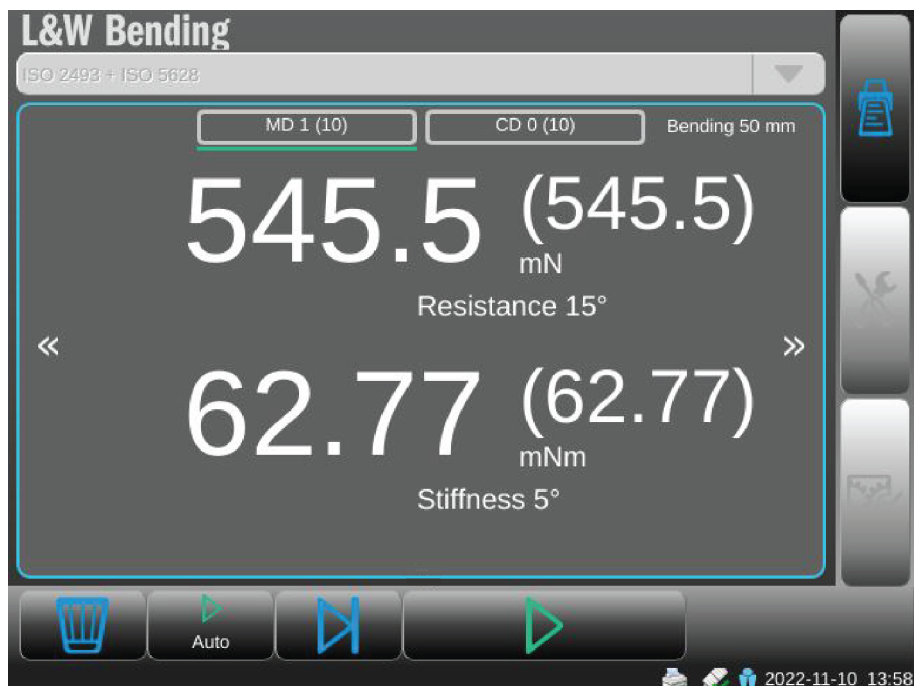 L&W Bending
ISO 2493 + ISO 5628
MD 1 (10) CD 0 (10) Bending 50 mm
545.5 (545.5)
mN
Resistance 15°
« »
62.77 (62.77)
mNm
Stiffness 5°
Auto
2022-11-10 13:58